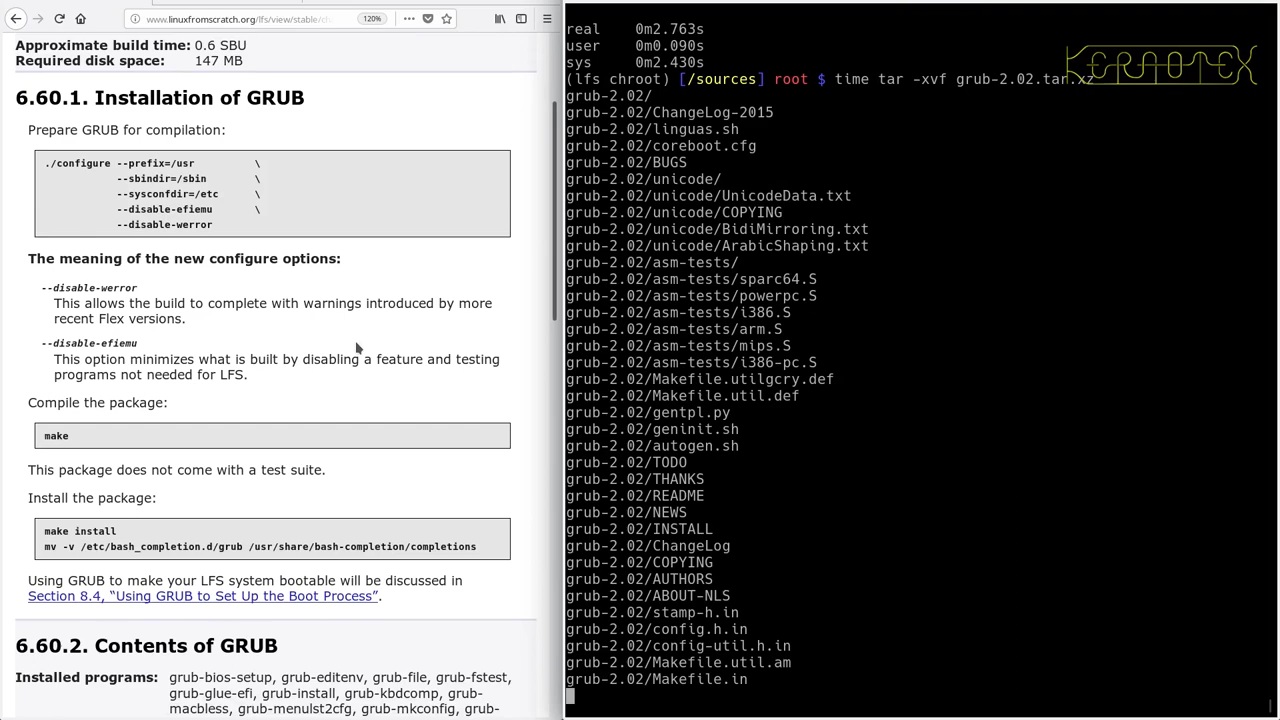 www.linuxfromscratch.org/lfs/view/stable/ch
120%
Approximate build time: 0.6 SBU
Required disk space: 147 MB
6.60.1. Installation of GRUB
Prepare GRUB for compilation:
./configure --prefix=/usr \
--sbindir=/sbin \
--sysconfdir=/etc \
--disable-efiemu \
--disable-werror
The meaning of the new configure options:
--disable-werror
This allows the build to complete with warnings introduced by more
recent Flex versions.
--disable-efiemu
This option minimizes what is built by disabling a feature and testing
programs not needed for LFS.
Compile the package:
make
This package does not come with a test suite.
Install the package:
make install
mv -v /etc/bash_completion.d/grub /usr/share/bash-completion/completions
Using GRUB to make your LFS system bootable will be discussed in
Section 8.4, “Using GRUB to Set Up the Boot Process”.
6.60.2. Contents of GRUB
Installed programs: grub-bios-setup, grub-editenv, grub-file, grub-fstest,
grub-glue-efi, grub-install, grub-kbdcomp, grub-
macbless, grub-menulst2cfg, grub-mkconfig, grub-
real 0m2.763s
user 0m0.090s
sys 0m2.430s
(lfs chroot) [/sources] root $ time tar -xvf grub-2.02.tar.xz
grub-2.02/
grub-2.02/ChangeLog-2015
grub-2.02/linguas.sh
grub-2.02/coreboot.cfg
grub-2.02/BUGS
grub-2.02/unicode/
grub-2.02/unicode/UnicodeData.txt
grub-2.02/unicode/COPYING
grub-2.02/unicode/BidiMirroring.txt
grub-2.02/unicode/ArabicShaping.txt
grub-2.02/asm-tests/
grub-2.02/asm-tests/sparc64.S
grub-2.02/asm-tests/powerpc.S
grub-2.02/asm-tests/i386.S
grub-2.02/asm-tests/arm.S
grub-2.02/asm-tests/mips.S
grub-2.02/asm-tests/i386-pc.S
grub-2.02/Makefile.utilgcry.def
grub-2.02/Makefile.util.def
grub-2.02/gentpl.py
grub-2.02/geninit.sh
grub-2.02/autogen.sh
grub-2.02/TODO
grub-2.02/THANKS
grub-2.02/README
grub-2.02/NEWS
grub-2.02/INSTALL
grub-2.02/ChangeLog
grub-2.02/COPYING
grub-2.02/AUTHORS
grub-2.02/ABOUT-NLS
grub-2.02/stamp-h.in
grub-2.02/config.h.in
grub-2.02/config-util.h.in
grub-2.02/Makefile.util.am
grub-2.02/Makefile.in